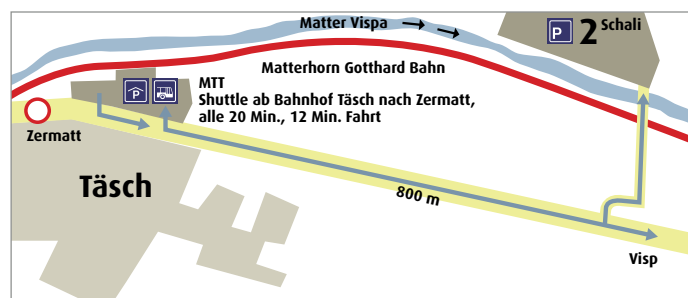 Matter Vispa
P 2 Schali
Matterhorn Gotthard Bahn
P
MTT
Shuttle ab Bahnhof Täsch nach Zermatt,
alle 20 Min., 12 Min. Fahrt
Zermatt
Täsch
800 m
Visp